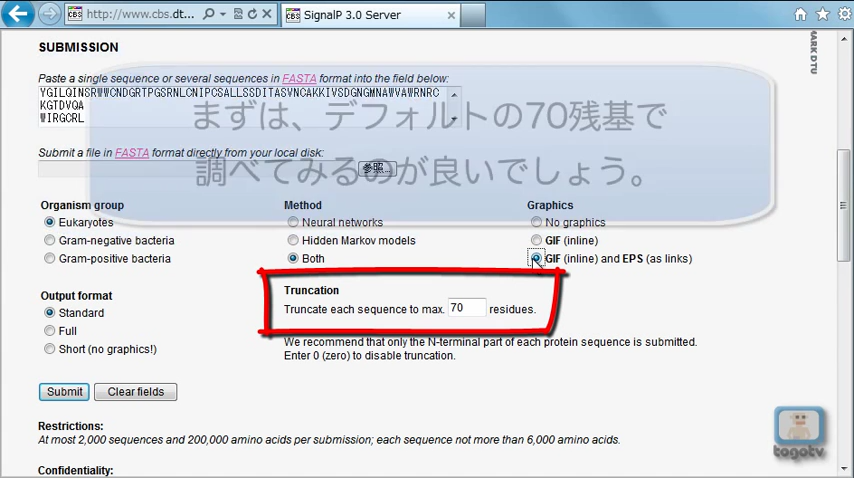 http://www.cbs.dt...
SignalP 3.0 Server
SUBMISSION
MARK DTU
Paste a single sequence or several sequences in FASTA format into the field below:
YGILQINSRWWCNDGRTPGSRNLCNIPCSALLSSDITASVNCAKKIVSDGNGMNAWVAWRNRC
KGTDVQA
WIRGCRL
まずは、デフォルトの70残基で
調べてみるのが良いでしょう。
Submit a file in FASTA format directly from your local disk:
参照...
Organism group
Eukaryotes
Gram-negative bacteria
Gram-positive bacteria
Method
Neural networks
Hidden Markov models
Both
Graphics
No graphics
GIF (inline)
GIF (inline) and EPS (as links)
Output format
Standard
Full
Short (no graphics!)
Truncation
Truncate each sequence to max. 70 residues.
We recommend that only the N-terminal part of each protein sequence is submitted.
Enter 0 (zero) to disable truncation.
Submit
Clear fields
Restrictions:
At most 2,000 sequences and 200,000 amino acids per submission; each sequence not more than 6,000 amino acids.
Confidentiality:
togotv